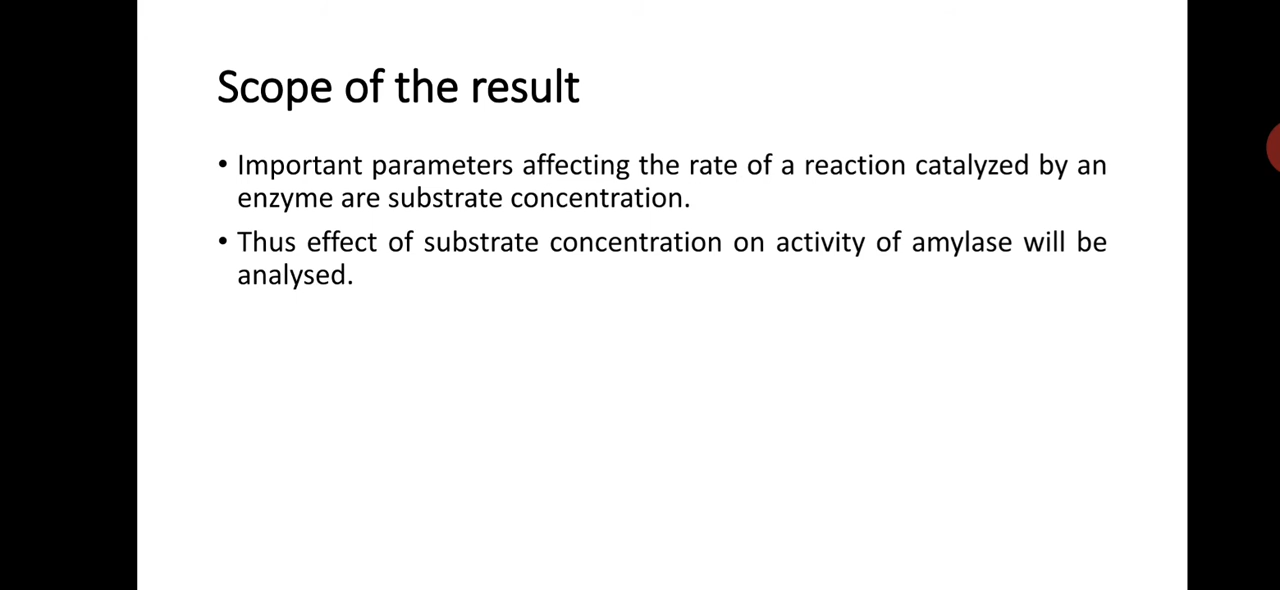 Scope of the result
• Important parameters affecting the rate of a reaction catalyzed by an
enzyme are substrate concentration.
• Thus effect of substrate concentration on activity of amylase will be
analysed.